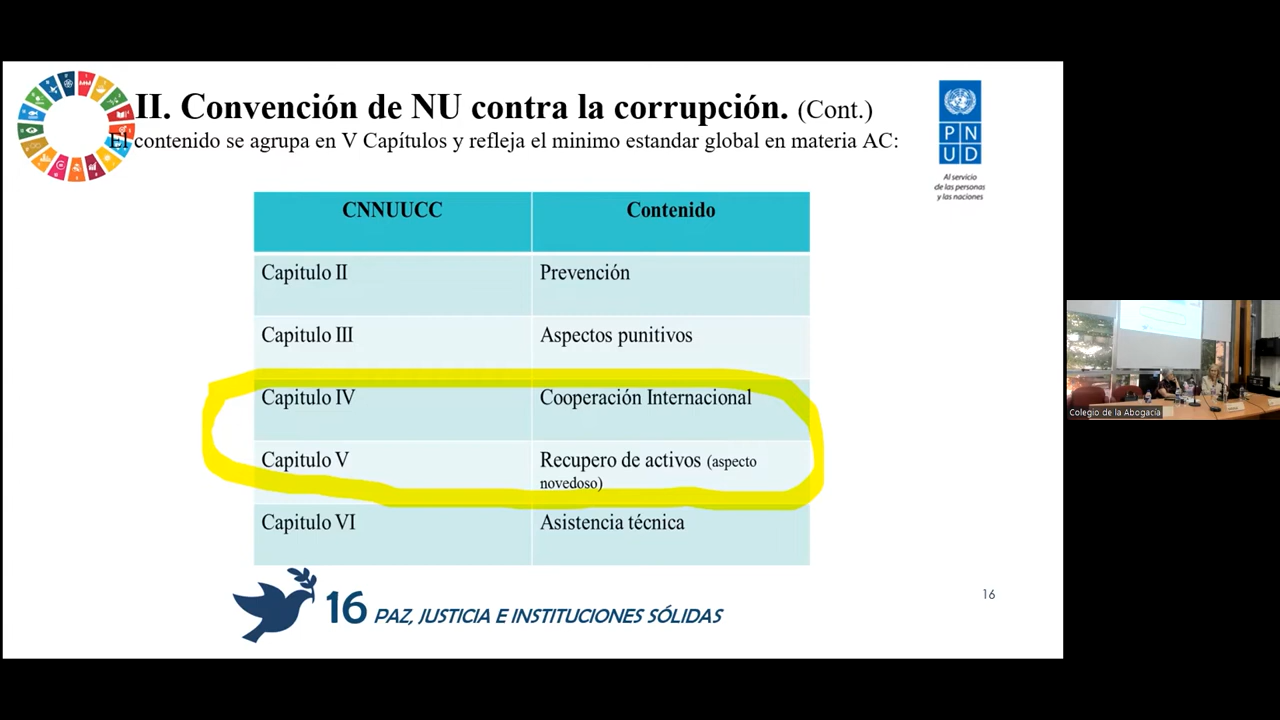 II. Convención de NU contra la corrupción. (Cont.)
El contenido se agrupa en V Capítulos y refleja el minimo estandar global en materia AC:
P N
U D
Al servicio
de las personas
y las naciones
CNNUUCC
Contenido
Capitulo II
Prevención
Capitulo III
Aspectos punitivos
Capitulo IV
Cooperación Internacional
Capitulo V
Recupero de activos (aspecto
novedoso)
Capitulo VI
Asistencia técnica
16 PAZ, JUSTICIA E INSTITUCIONES SÓLIDAS
16
Colegio de la Abogacía